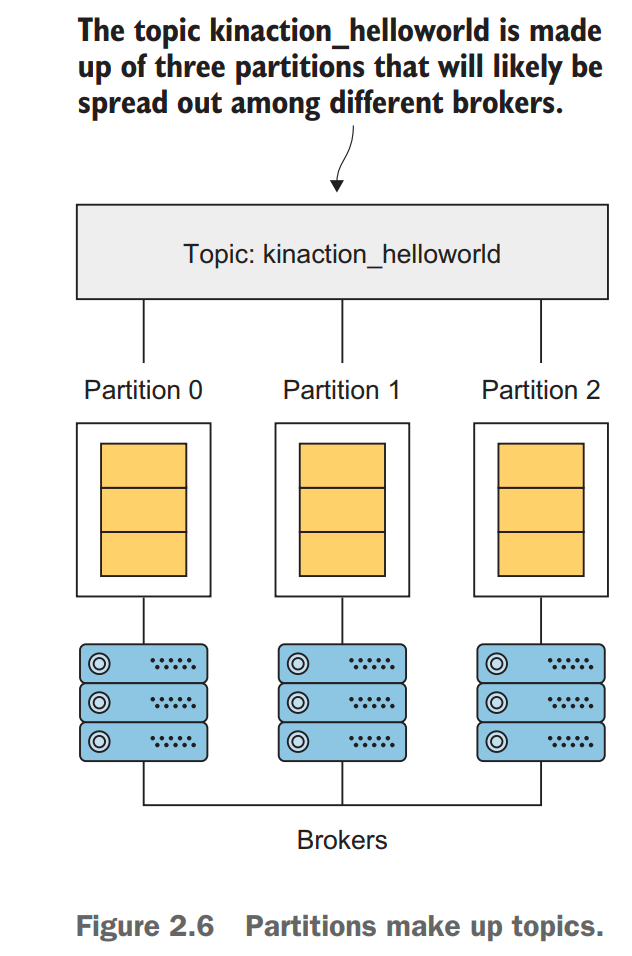 The topic kinaction_helloworld is made
up of three partitions that will likely be
spread out among different brokers.
Topic: kinaction_helloworld
Partition 0
Partition 1
Partition 2
Brokers
Figure 2.6 Partitions make up topics.